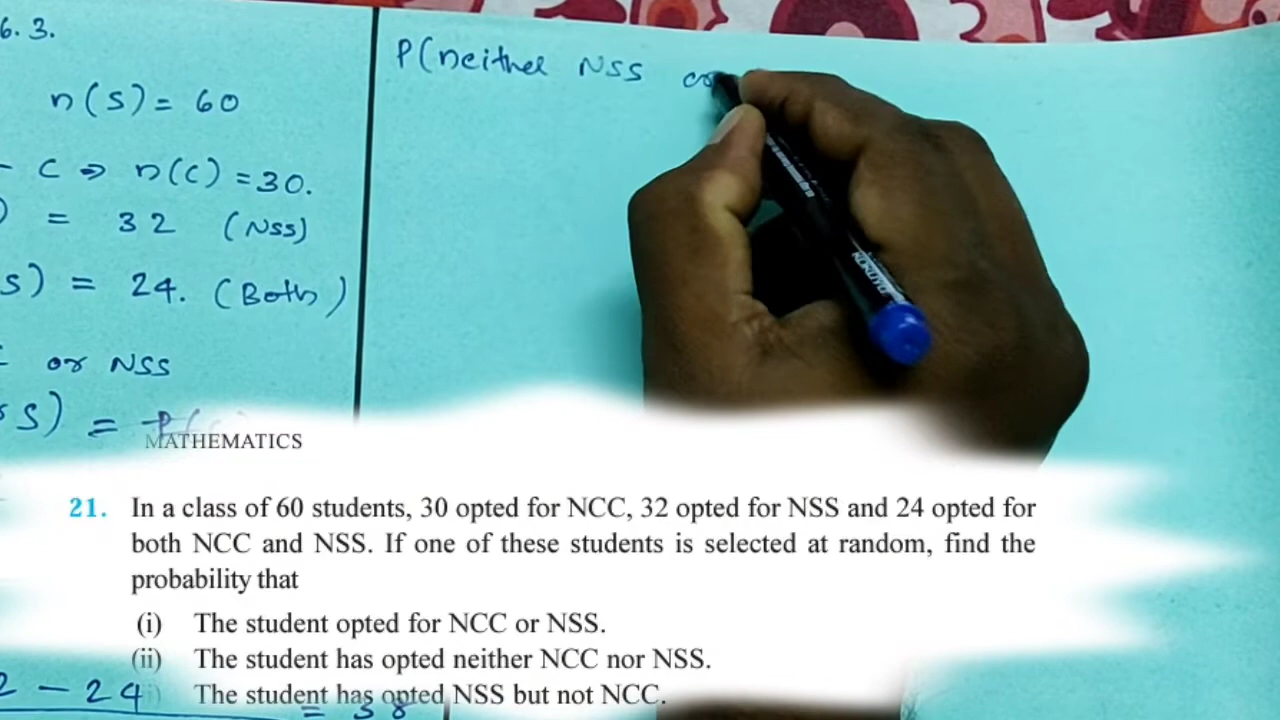 6.3.
n(S) = 60
C ⇒ n(C) = 30.
) = 32 (NSS)
S) = 24. (Both)
or NSS
S) =
P(neither NSS
KOKUYO
MATHEMATICS
21. In a class of 60 students, 30 opted for NCC, 32 opted for NSS and 24 opted for
both NCC and NSS. If one of these students is selected at random, find the
probability that
(i) The student opted for NCC or NSS.
(ii) The student has opted neither NCC nor NSS.
The student has opted NSS but not NCC.
2 - 24
= 38